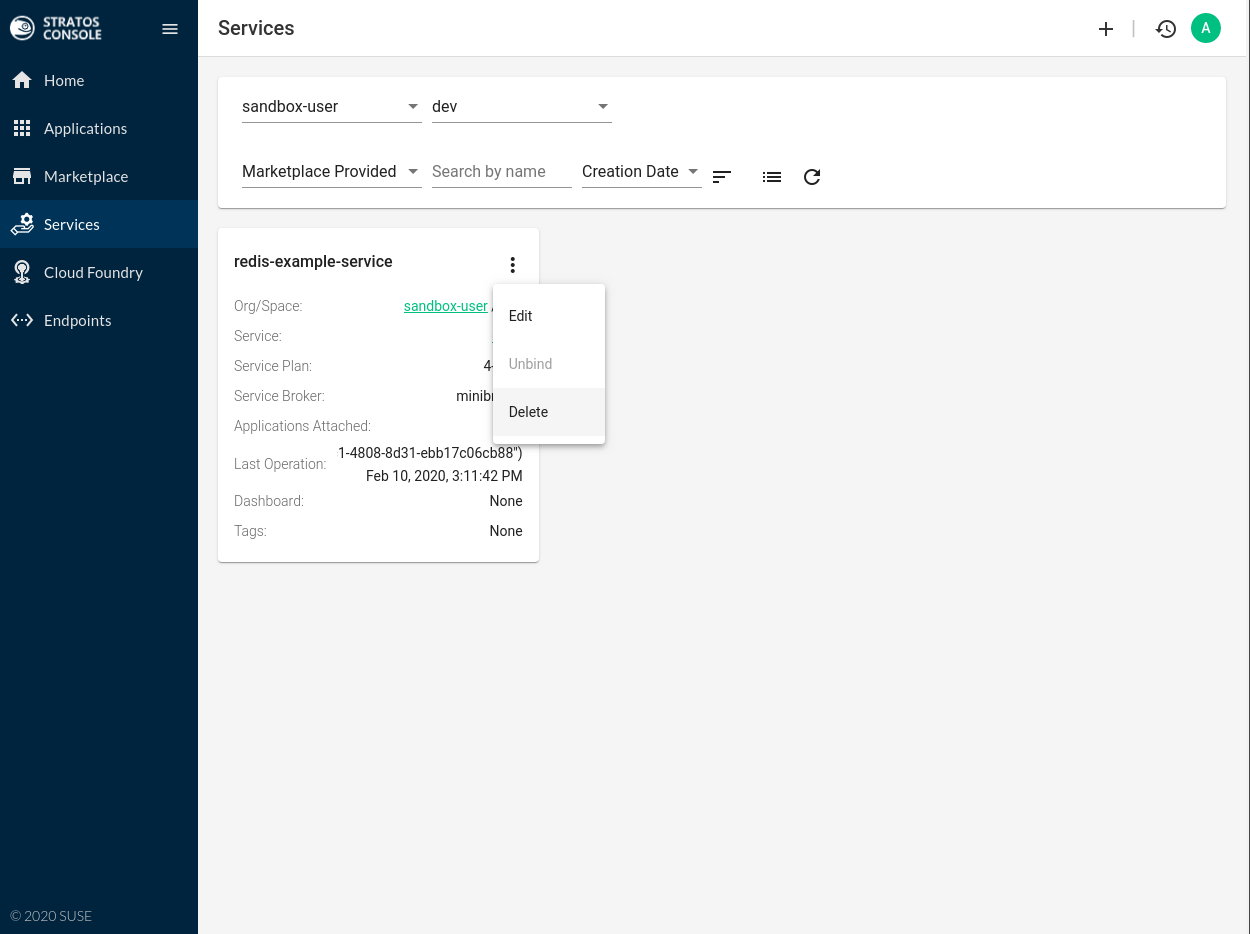 STRATOS
CONSOLE
Home
Applications
Marketplace
Services
Cloud Foundry
Endpoints
© 2020 SUSE
Services
A
sandbox-user
dev
Marketplace Provided
Search by name
Creation Date
redis-example-service
Org/Space: sandbox-user
Service:
Service Plan: 4-
Service Broker:
Applications Attached:
Last Operation: 1-4808-8d31-ebb17c06cb88")
Feb 10, 2020, 3:11:42 PM
Dashboard: None
Tags: None
Edit
Unbind
Delete